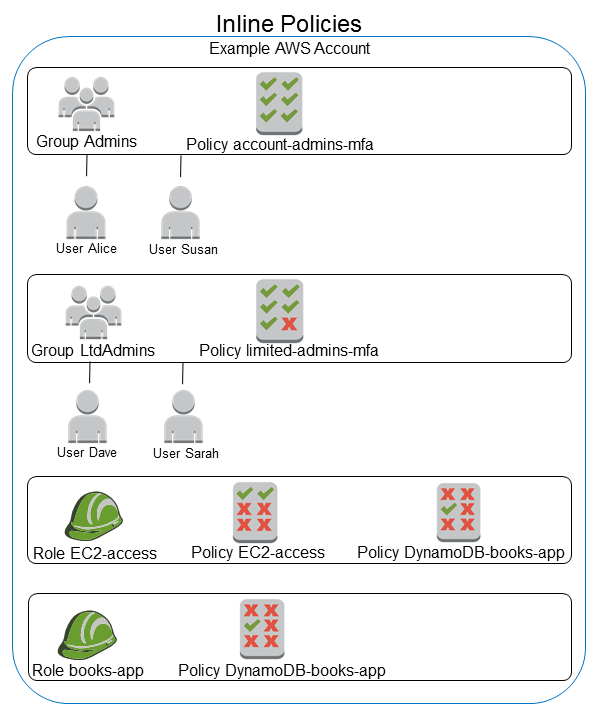 Inline Policies
Example AWS Account
Group Admins
Policy account-admins-mfa
User Alice
User Susan
Group LtdAdmins
Policy limited-admins-mfa
User Dave
User Sarah
Role EC2-access
Policy EC2-access
Policy DynamoDB-books-app
Role books-app
Policy DynamoDB-books-app